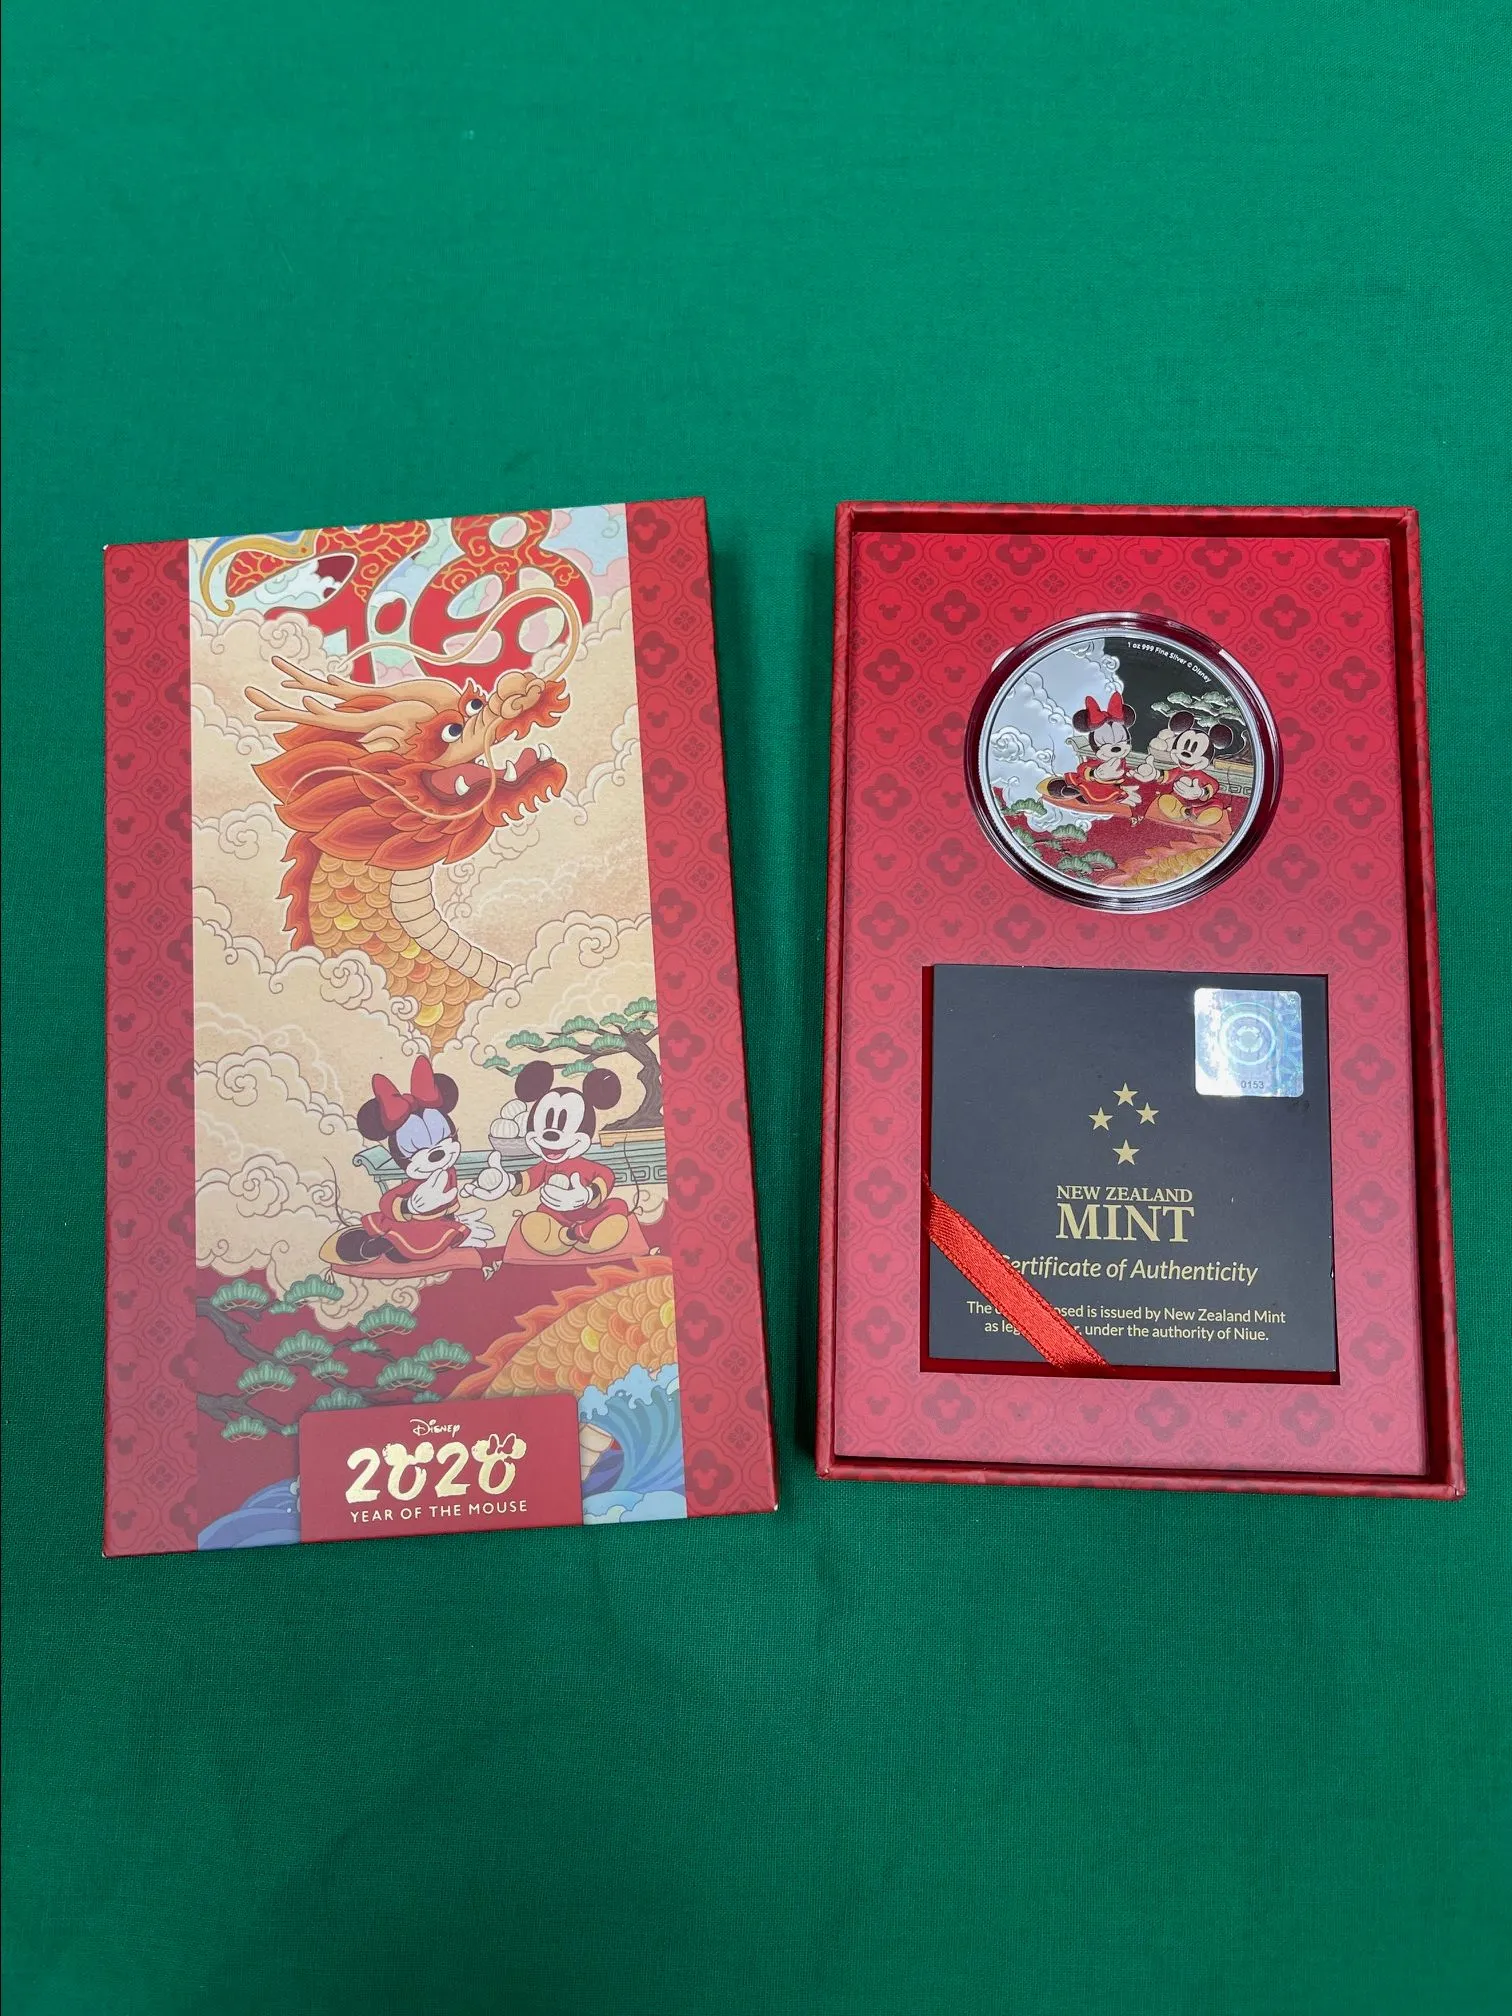 Disney
2020
YEAR OF THE MOUSE
1 oz 999 Fine Silver © Disney
0153
NEW ZEALAND
MINT
ertificate of Authenticity
The osed is issued by New Zealand Mint
as leg r, under the authority of Niue.